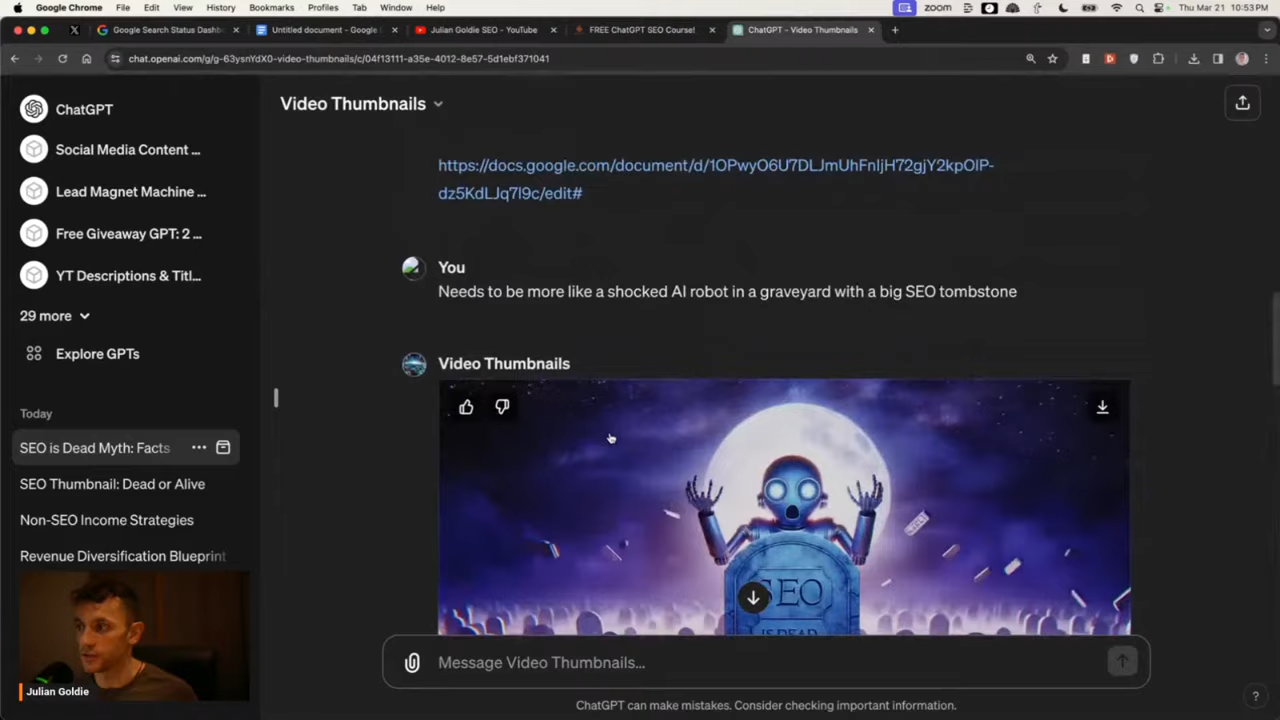 Google Chrome File Edit View History Bookmarks Profiles Tab Window Help zoom Thu Mar 21 10:53 PM
Google Search Status Dashb Untitled document - Google Julian Goldie SEO - YouTube FREE ChatGPT SEO Course! ChatGPT - Video Thumbnails
chat.openai.com/g/g-63ysnYdX0-video-thumbnails/c/04f13111-a35e-4012-8e57-5d1ebf371041
ChatGPT
Social Media Content ...
Lead Magnet Machine ...
Free Giveaway GPT: 2 ...
YT Descriptions & Titl...
29 more
Explore GPTs
Today
SEO is Dead Myth: Facts
SEO Thumbnail: Dead or Alive
Non-SEO Income Strategies
Revenue Diversification Blueprint
Julian Goldie
Video Thumbnails
https://docs.google.com/document/d/1OPwyO6U7DLJmUhFnljH72gjY2kpOlP-
dz5KdLJq7l9c/edit#
You
Needs to be more like a shocked AI robot in a graveyard with a big SEO tombstone
Video Thumbnails
SEO
IS DEAD
Message Video Thumbnails...
ChatGPT can make mistakes. Consider checking important information.
?